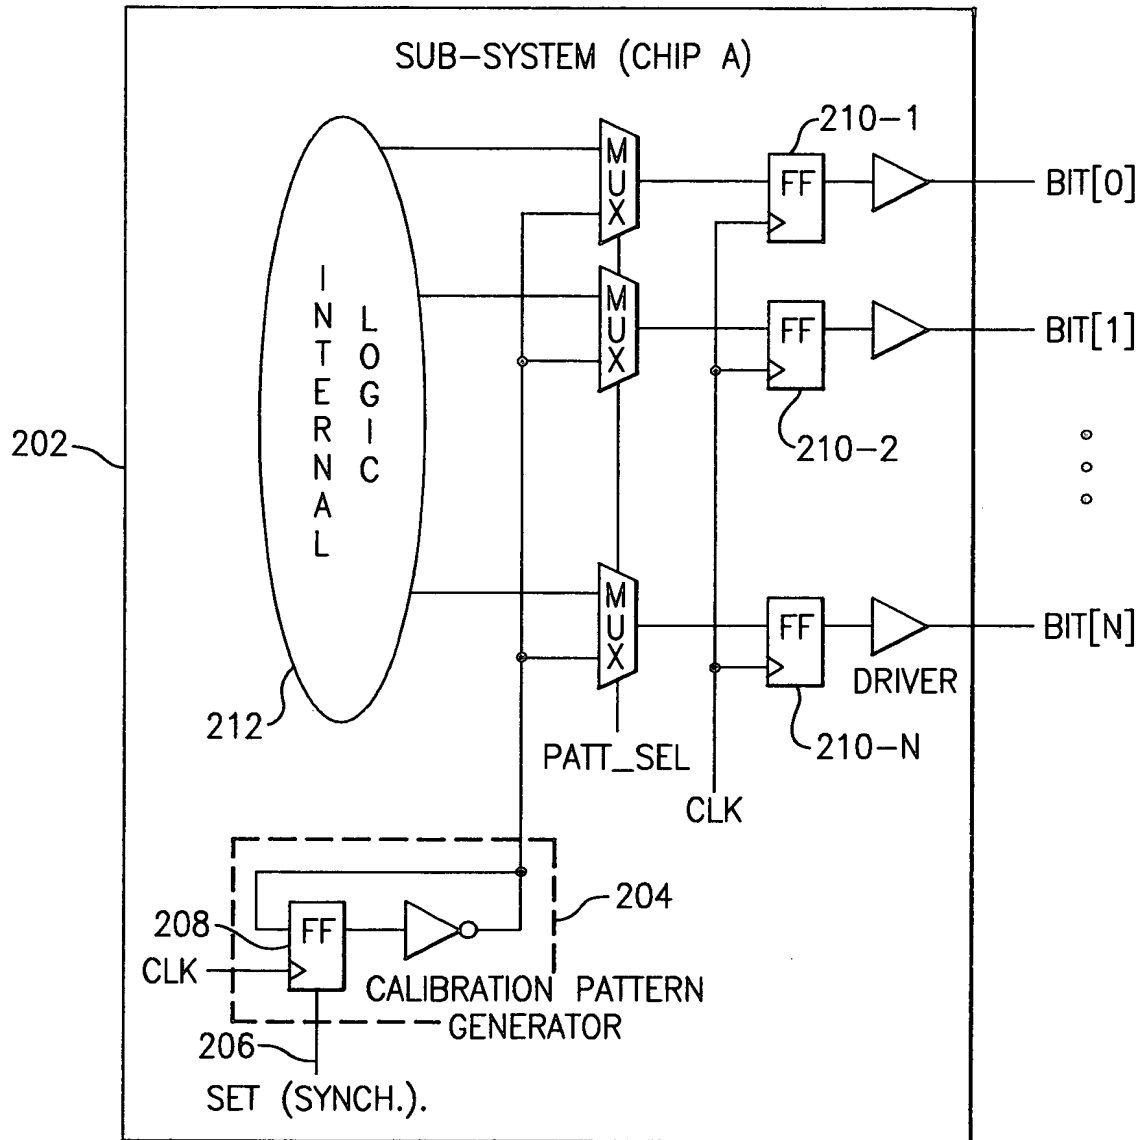 SUB-SYSTEM (CHIP A)
210-1
MUX
FF
BIT[0]
INTERNAL
LOGIC
MUX
FF
BIT[1]
210-2
202
MUX
FF
BIT[N]
DRIVER
212
210-N
PATT_SEL
CLK
204
208
FF
CLK
CALIBRATION PATTERN
GENERATOR
206
SET (SYNCH.).